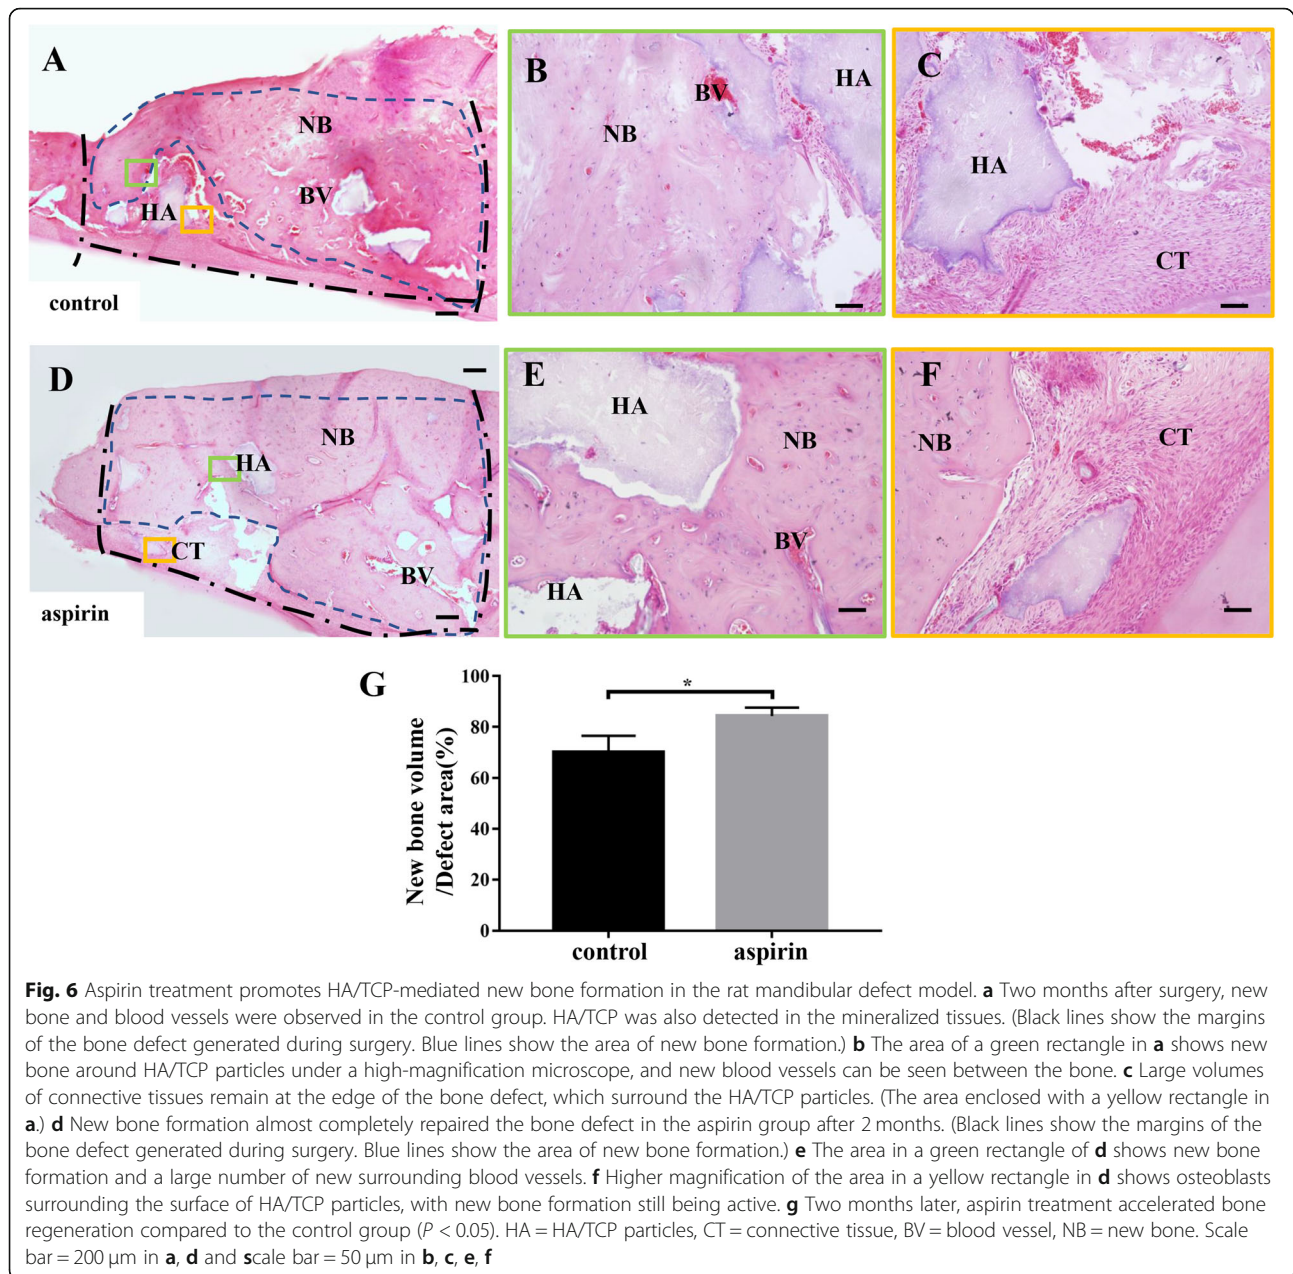 A
NB
BV
HA
control
B
BV
HA
NB
C
HA
CT
D
NB
HA
CT
BV
aspirin
E
HA
NB
BV
HA
F
NB
CT
G
New bone volume
/Defect area(%)
100
80
60
40
20
0
*
control
aspirin
Fig. 6 Aspirin treatment promotes HA/TCP-mediated new bone formation in the rat mandibular defect model. a Two months after surgery, new
bone and blood vessels were observed in the control group. HA/TCP was also detected in the mineralized tissues. (Black lines show the margins
of the bone defect generated during surgery. Blue lines show the area of new bone formation.) b The area of a green rectangle in a shows new
bone around HA/TCP particles under a high-magnification microscope, and new blood vessels can be seen between the bone. c Large volumes
of connective tissues remain at the edge of the bone defect, which surround the HA/TCP particles. (The area enclosed with a yellow rectangle in
a.) d New bone formation almost completely repaired the bone defect in the aspirin group after 2 months. (Black lines show the margins of the
bone defect generated during surgery. Blue lines show the area of new bone formation.) e The area in a green rectangle of d shows new bone
formation and a large number of new surrounding blood vessels. f Higher magnification of the area in a yellow rectangle in d shows osteoblasts
surrounding the surface of HA/TCP particles, with new bone formation still being active. g Two months later, aspirin treatment accelerated bone
regeneration compared to the control group (P < 0.05). HA = HA/TCP particles, CT = connective tissue, BV = blood vessel, NB = new bone. Scale
bar = 200 μm in a, d and scale bar = 50 μm in b, c, e, f